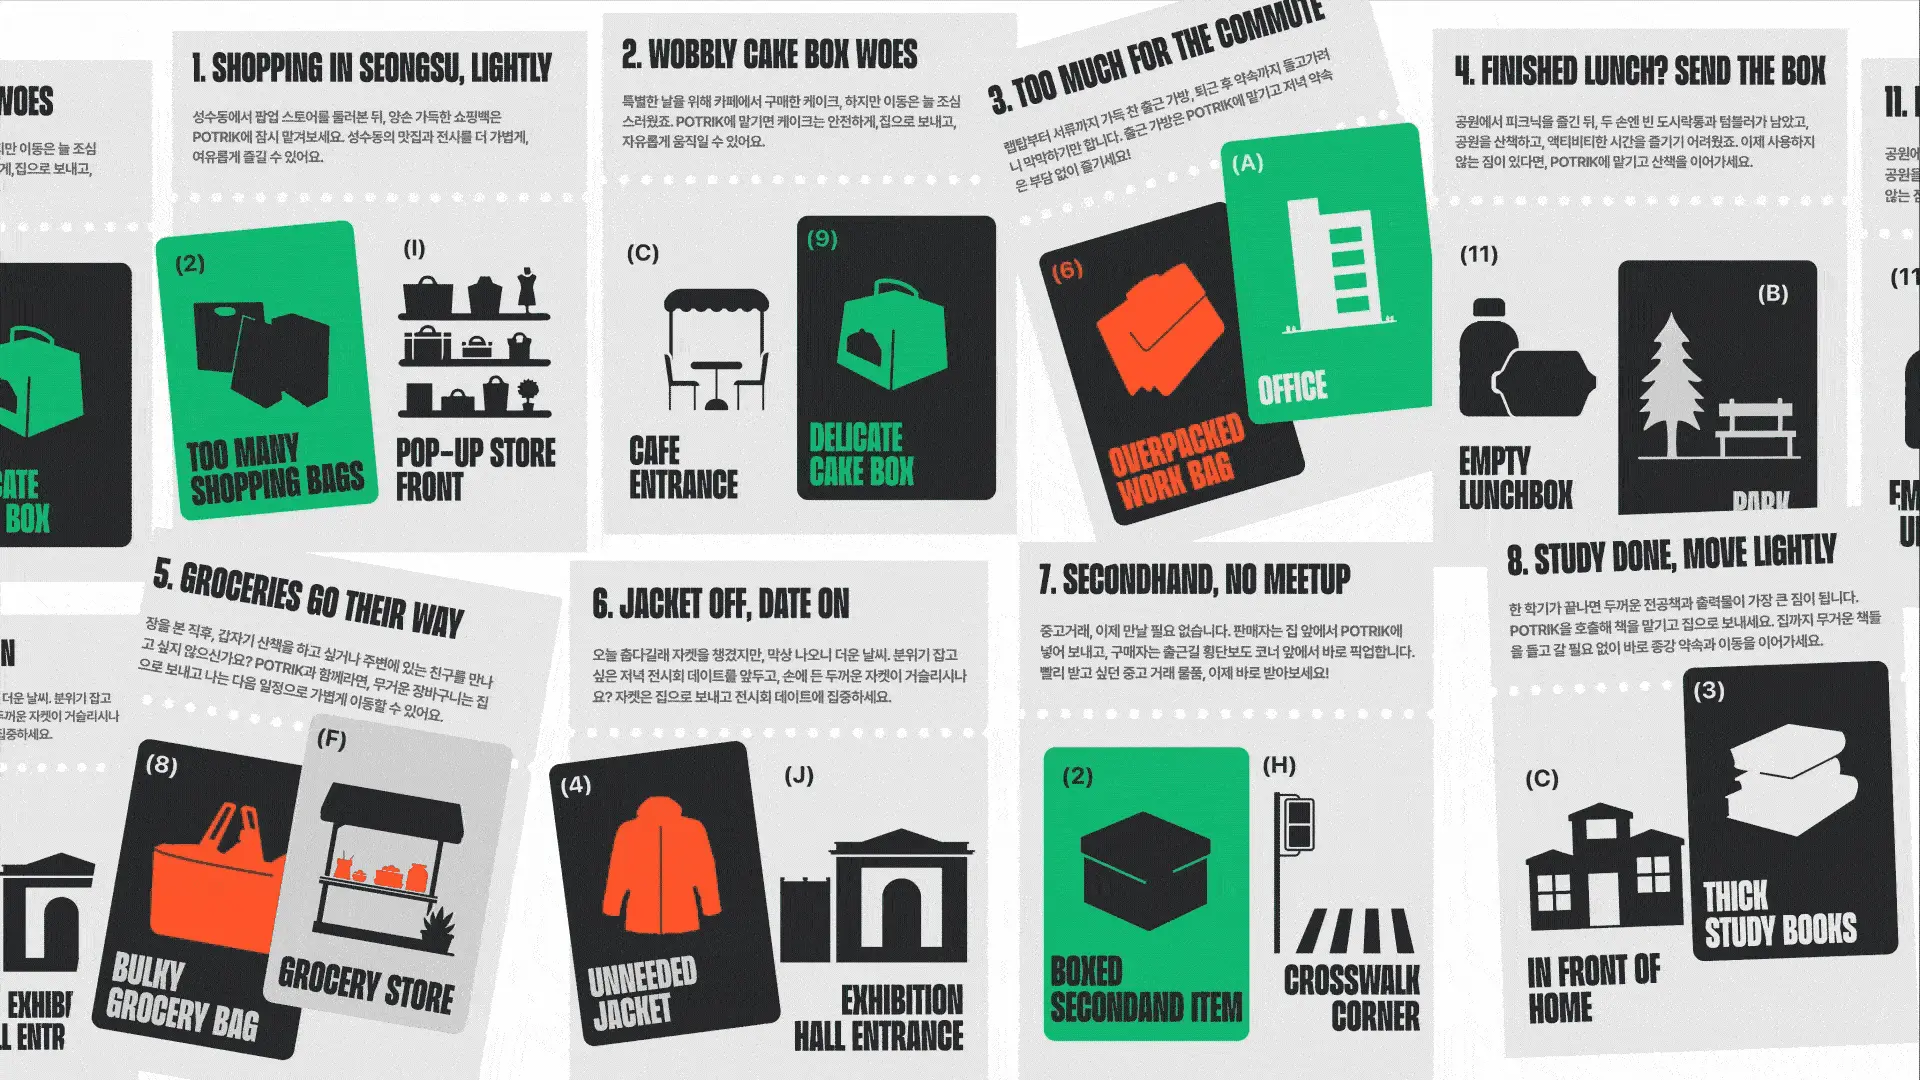 WOES
지만 이동은 늘 조심
게,집으로 보내고,
CATE
BOX
1. SHOPPING IN SEONGSU, LIGHTLY
성수동에서 팝업 스토어를 둘러본 뒤, 양손 가득한 쇼핑백은
POTRIK에 잠시 맡겨보세요. 성수동의 맛집과 전시를 더 가볍게,
여유롭게 즐길 수 있어요.
(2)
TOO MANY
SHOPPING BAGS
(I)
POP-UP STORE
FRONT
2. WOBBLY CAKE BOX WOES
특별한 날을 위해 카페에서 구매한 케이크, 하지만 이동은 늘 조심
스러웠죠. POTRIK에 맡기면 케이크는 안전하게,집으로 보내고,
자유롭게 움직일 수 있어요.
(C)
CAFE
ENTRANCE
(9)
DELICATE
CAKE BOX
3. TOO MUCH FOR THE COMMUTE
랩탑부터 서류까지 가득 찬 출근 가방, 퇴근 후 약속까지 들고가려
니 막막하기만 합니다. 출근 가방은 POTRIK에 맡기고 저녁 약속
은 부담 없이 즐기세요!
(6)
OVERPACKED
WORK BAG
(A)
OFFICE
4. FINISHED LUNCH? SEND THE BOX
공원에서 피크닉을 즐긴 뒤, 두 손엔 빈 도시락통과 텀블러가 남았고,
공원을 산책하고, 액티비티한 시간을 즐기기 어려웠죠. 이제 사용하지
않는 짐이 있다면, POTRIK에 맡기고 산책을 이어가세요.
(11)
EMPTY
LUNCHBOX
(B)
PARK
11.
공원에
공원을
않는 짐
(11
EM
LU
N
더운 날씨. 분위기 잡고
두꺼운 자켓이 거슬리시나
집중하세요.
EXHIBI
LL ENTR
5. GROCERIES GO THEIR WAY
장을 본 직후, 갑자기 산책을 하고 싶거나 주변에 있는 친구를 만나
고 싶지 않으신가요? POTRIK과 함께라면, 무거운 장바구니는 집
으로 보내고 나는 다음 일정으로 가볍게 이동할 수 있어요.
(8)
BULKY
GROCERY BAG
(F)
GROCERY STORE
6. JACKET OFF, DATE ON
오늘 춥다길래 자켓을 챙겼지만, 막상 나오니 더운 날씨. 분위기 잡고
싶은 저녁 전시회 데이트를 앞두고, 손에 든 두꺼운 자켓이 거슬리시나
요? 자켓은 집으로 보내고 전시회 데이트에 집중하세요.
(4)
UNNEEDED
JACKET
(J)
EXHIBITION
HALL ENTRANCE
7. SECONDHAND, NO MEETUP
중고거래, 이제 만날 필요 없습니다. 판매자는 집 앞에서 POTRIK에
넣어 보내고, 구매자는 출근길 횡단보도 코너 앞에서 바로 픽업합니다.
빨리 받고 싶던 중고 거래 물품, 이제 바로 받아보세요!
(2)
BOXED
SECONDAND ITEM
(H)
CROSSWALK
CORNER
8. STUDY DONE, MOVE LIGHTLY
한 학기가 끝나면 두꺼운 전공책과 출력물이 가장 큰 짐이 됩니다.
POTRIK을 호출해 책을 맡기고 집으로 보내세요. 집까지 무거운 책들
을 들고 갈 필요 없이 바로 종강 약속과 이동을 이어가세요.
(C)
IN FRONT OF
HOME
(3)
THICK
STUDY BOOKS